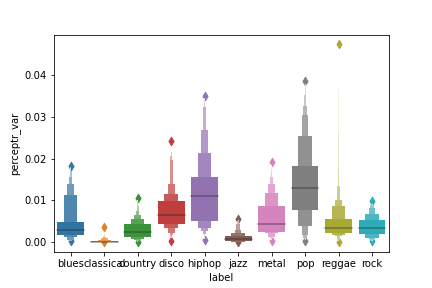 perceptr_var
0.04
0.03
0.02
0.01
0.00
blues classical country disco hiphop jazz metal pop reggae rock
label